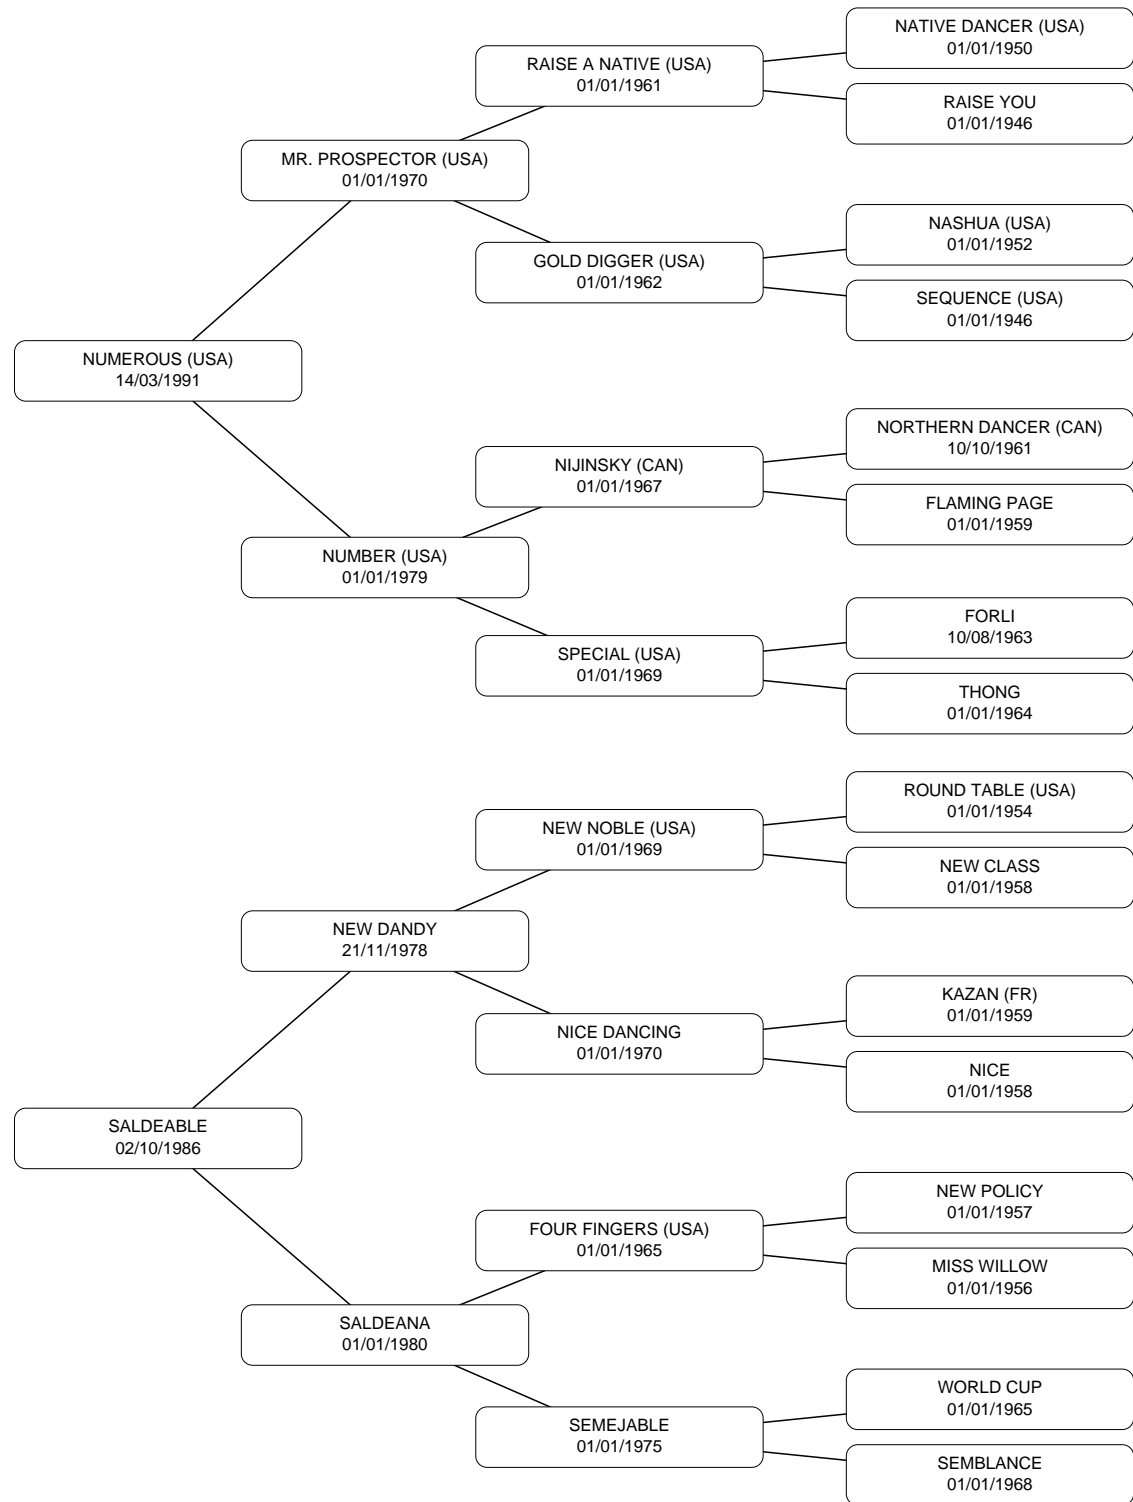 NATIVE DANCER (USA)
01/01/1950
RAISE A NATIVE (USA)
01/01/1961
RAISE YOU
01/01/1946
MR. PROSPECTOR (USA)
01/01/1970
NASHUA (USA)
01/01/1952
GOLD DIGGER (USA)
01/01/1962
SEQUENCE (USA)
01/01/1946
NUMEROUS (USA)
14/03/1991
NORTHERN DANCER (CAN)
10/10/1961
NIJINSKY (CAN)
01/01/1967
FLAMING PAGE
01/01/1959
NUMBER (USA)
01/01/1979
FORLI
10/08/1963
SPECIAL (USA)
01/01/1969
THONG
01/01/1964
ROUND TABLE (USA)
01/01/1954
NEW NOBLE (USA)
01/01/1969
NEW CLASS
01/01/1958
NEW DANDY
21/11/1978
KAZAN (FR)
01/01/1959
NICE DANCING
01/01/1970
NICE
01/01/1958
SALDEABLE
02/10/1986
NEW POLICY
01/01/1957
FOUR FINGERS (USA)
01/01/1965
MISS WILLOW
01/01/1956
SALDEANA
01/01/1980
WORLD CUP
01/01/1965
SEMEJABLE
01/01/1975
SEMBLANCE
01/01/1968